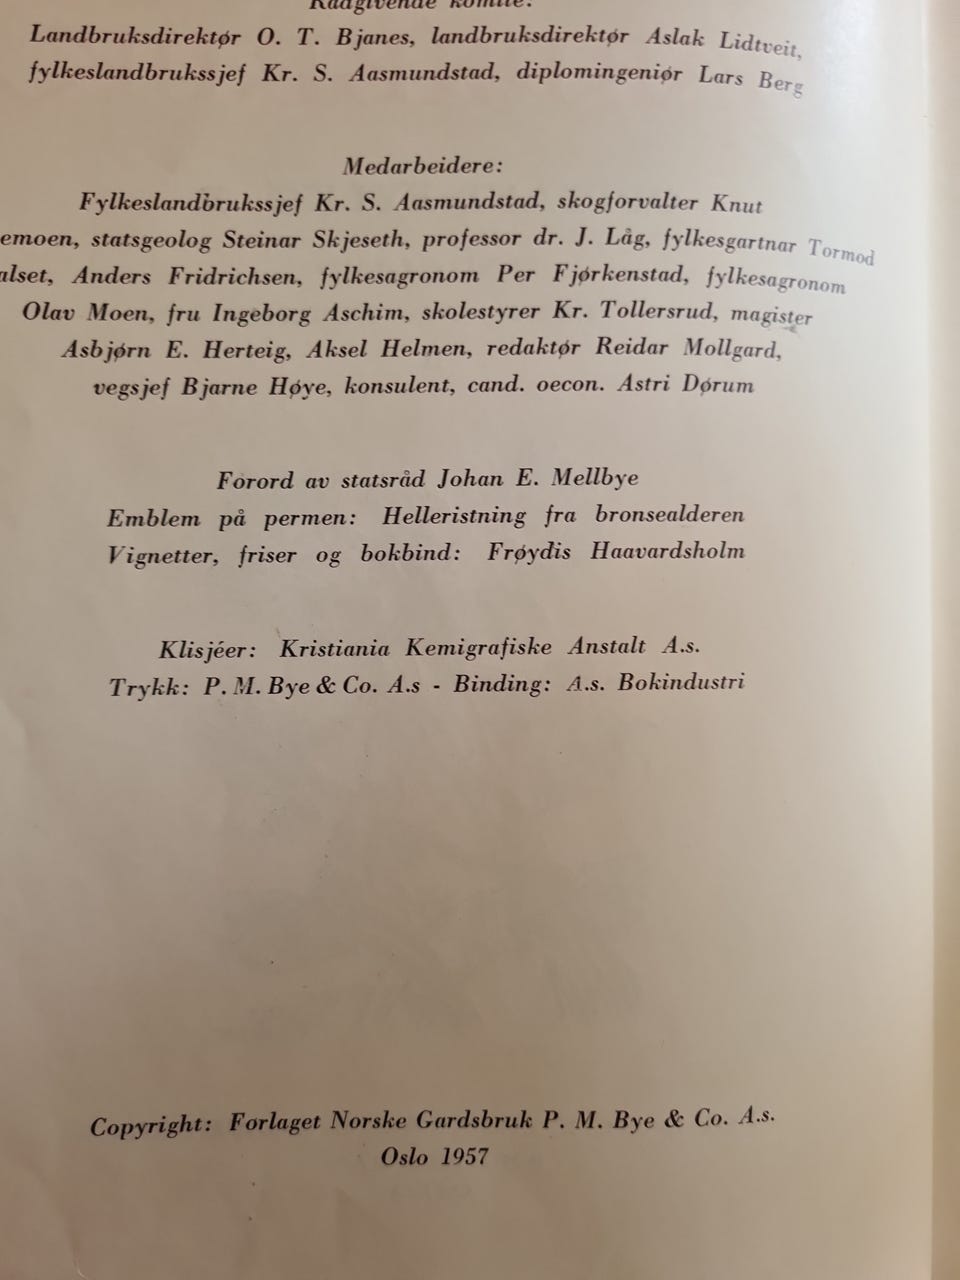 Raadgivende komite:
Landbruksdirektør O. T. Bjanes, landbruksdirektør Aslak Lidtveit,
fylkeslandbrukssjef Kr. S. Aasmundstad, diplomingeniør Lars Berg
Medarbeidere:
Fylkeslandbrukssjef Kr. S. Aasmundstad, skogforvalter Knut
emoen, statsgeolog Steinar Skjeseth, professor dr. J. Låg, fylkesgartnar Tormod
alset, Anders Fridrichsen, fylkesagronom Per Fjørkenstad, fylkesagronom
Olav Moen, fru Ingeborg Aschim, skolestyrer Kr. Tollersrud, magister
Asbjørn E. Herteig, Aksel Helmen, redaktør Reidar Mollgard,
vegsjef Bjarne Høye, konsulent, cand. oecon. Astri Dørum
Forord av statsråd Johan E. Mellbye
Emblem på permen: Helleristning fra bronsealderen
Vignetter, friser og bokbind: Frøydis Haavardsholm
Klisjéer: Kristiania Kemigrafiske Anstalt A.s.
Trykk: P. M. Bye & Co. A.s - Binding: A.s. Bokindustri
Copyright: Forlaget Norske Gardsbruk P. M. Bye & Co. A.s.
Oslo 1957